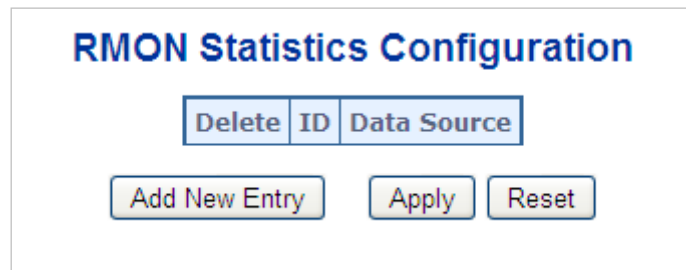 RMON Statistics Configuration
Delete ID Data Source
Add New Entry Apply Reset